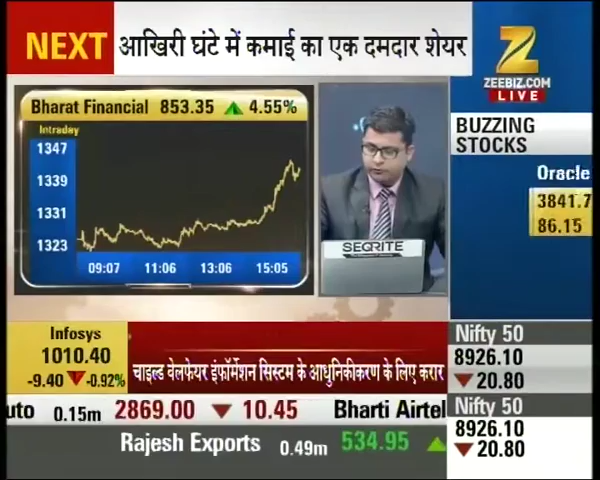 NEXT
आखिरी घंटे में कमाई का एक दमदार शेयर
Z
ZEEBIZ.COM
LIVE
Bharat Financial 853.35 4.55%
Intraday
1347
1339
1331
1323
09:07 11:06 13:06 15:05
SEQRITE
BUZZING
STOCKS
Oracle
3841.7
86.15
Infosys
1010.40
-9.40 -0.92%
चाइल्ड वेलफेयर इंफॉर्मेशन सिस्टम के आधुनिकीकरण के लिए करार
Nifty 50
8926.10
20.80
uto 0.15m 2869.00 10.45 Bharti Airtel
Rajesh Exports 0.49m 534.95
Nifty 50
8926.10
20.80